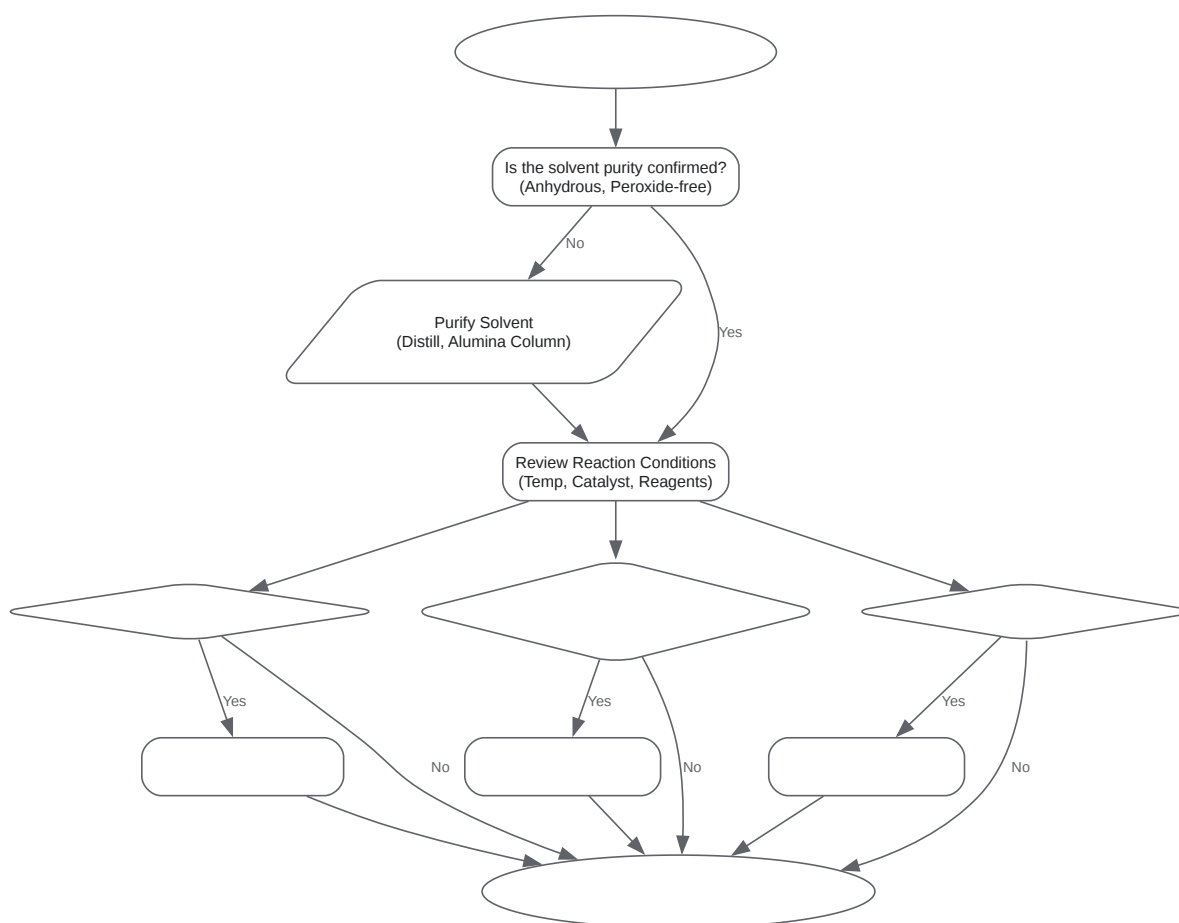 Is the solvent purity confirmed?
(Anhydrous, Peroxide-free)
No
Purify Solvent
(Distill, Alumina Column)
Yes
Review Reaction Conditions
(Temp, Catalyst, Reagents)
Yes
Yes
Yes
No
No
No